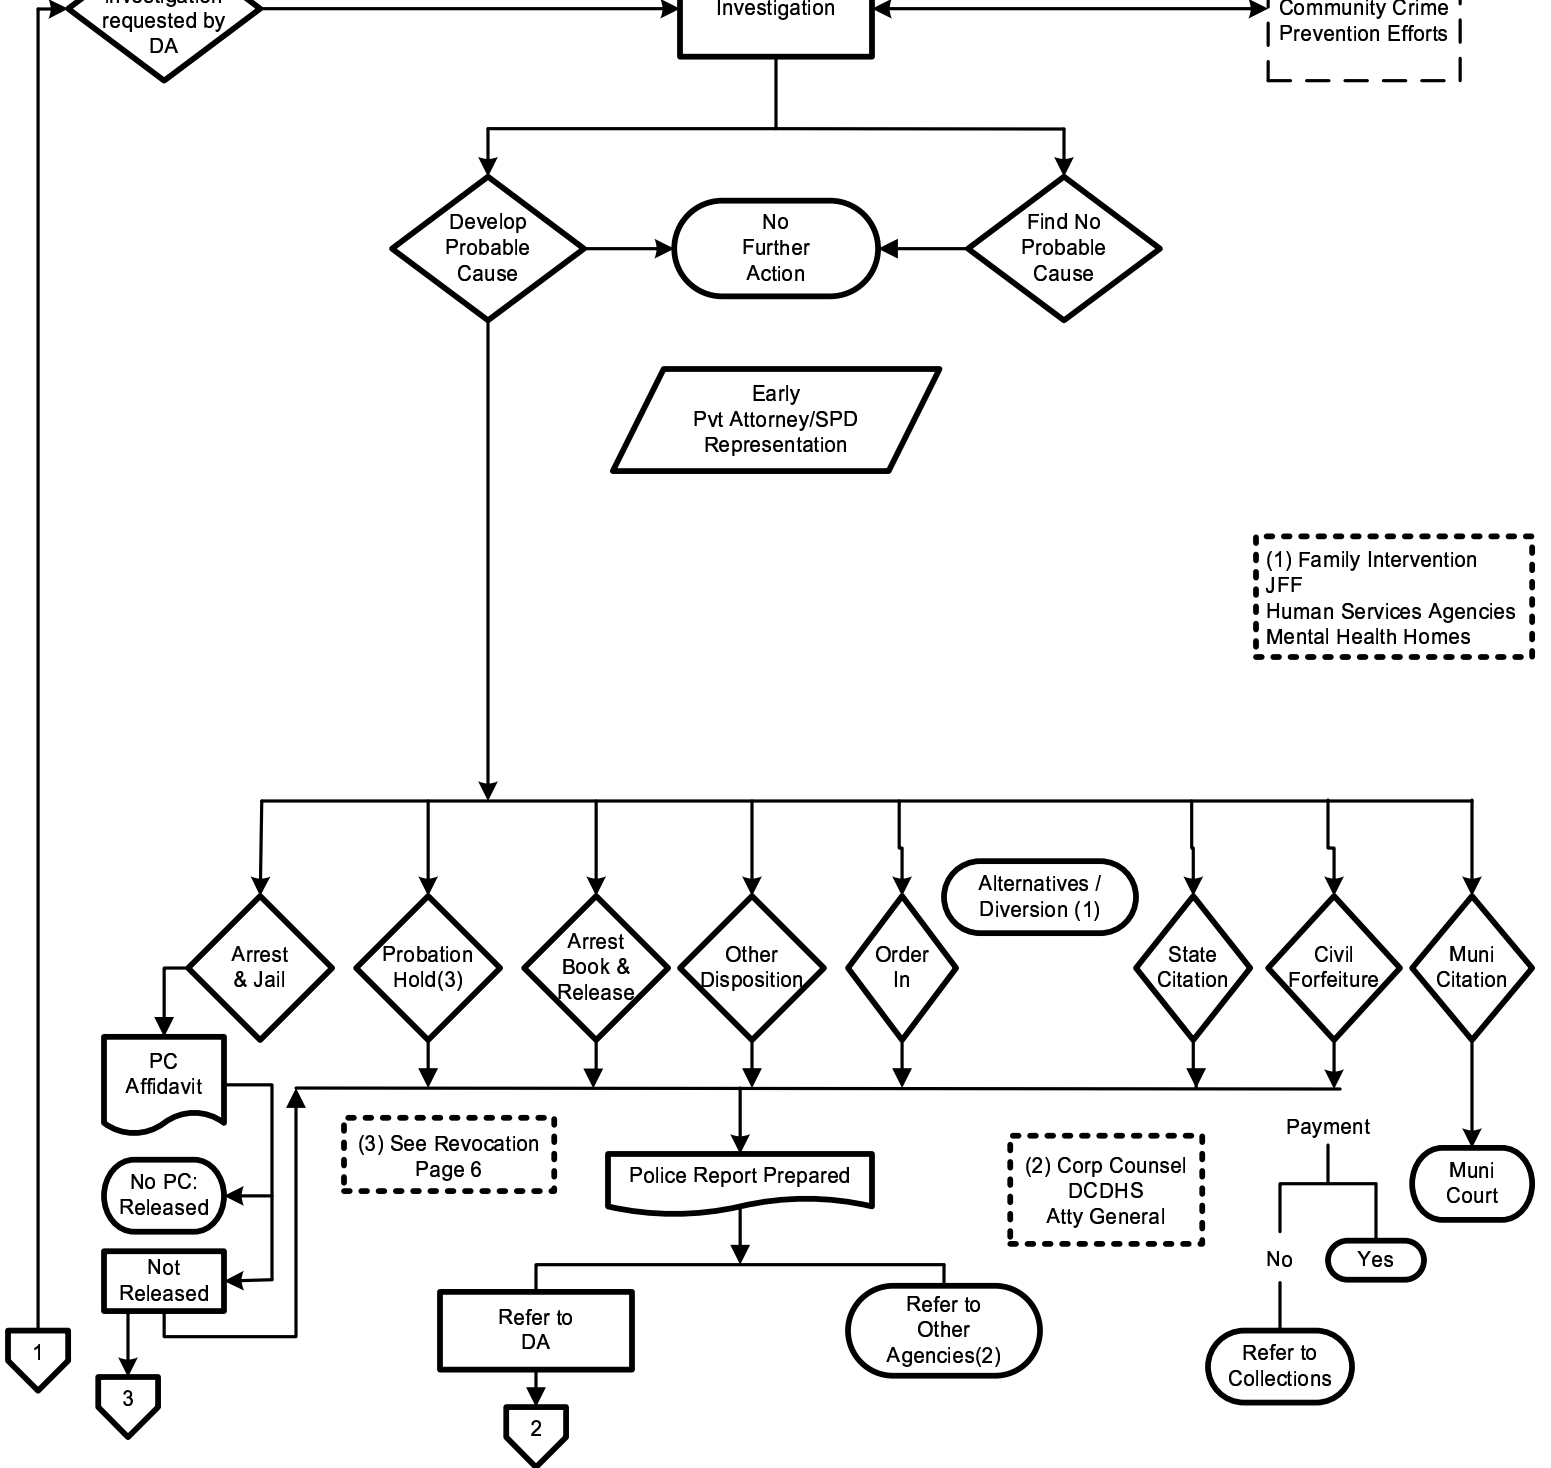 requested by
DA
Investigation
Community Crime
Prevention Efforts
Develop
Probable
Cause
No
Further
Action
Find No
Probable
Cause
Early
Pvt Attorney/SPD
Representation
(1) Family Intervention
JFF
Human Services Agencies
Mental Health Homes
Alternatives /
Diversion (1)
Arrest
& Jail
Probation
Hold(3)
Arrest
Book &
Release
Other
Disposition
Order
In
State
Citation
Civil
Forfeiture
Muni
Citation
PC
Affidavit
No PC:
Released
Not
Released
(3) See Revocation
Page 6
Police Report Prepared
(2) Corp Counsel
DCDHS
Atty General
Payment
No
Yes
Muni
Court
Refer to
DA
Refer to
Other
Agencies(2)
Refer to
Collections
1
3
2